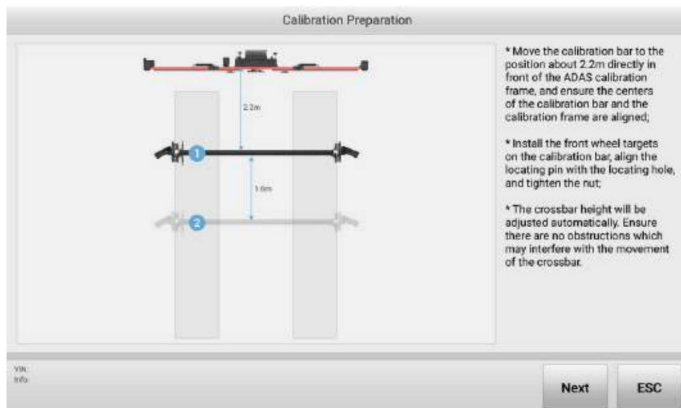 Calibration Preparation
* Move the calibration bar to the
position about 2.2m directly in
front of the ADAS calibration
frame, and ensure the centers
of the calibration bar and the
calibration frame are aligned;
* Install the front wheel targets
on the calibration bar, align the
locating pin with the locating hole,
and tighten the nut;
* The crossbar height will be
adjusted automatically. Ensure
there are no obstructions which
may interfere with the movement
of the crossbar.
2.2m
1
2
VIN:
Info:
Next
ESC